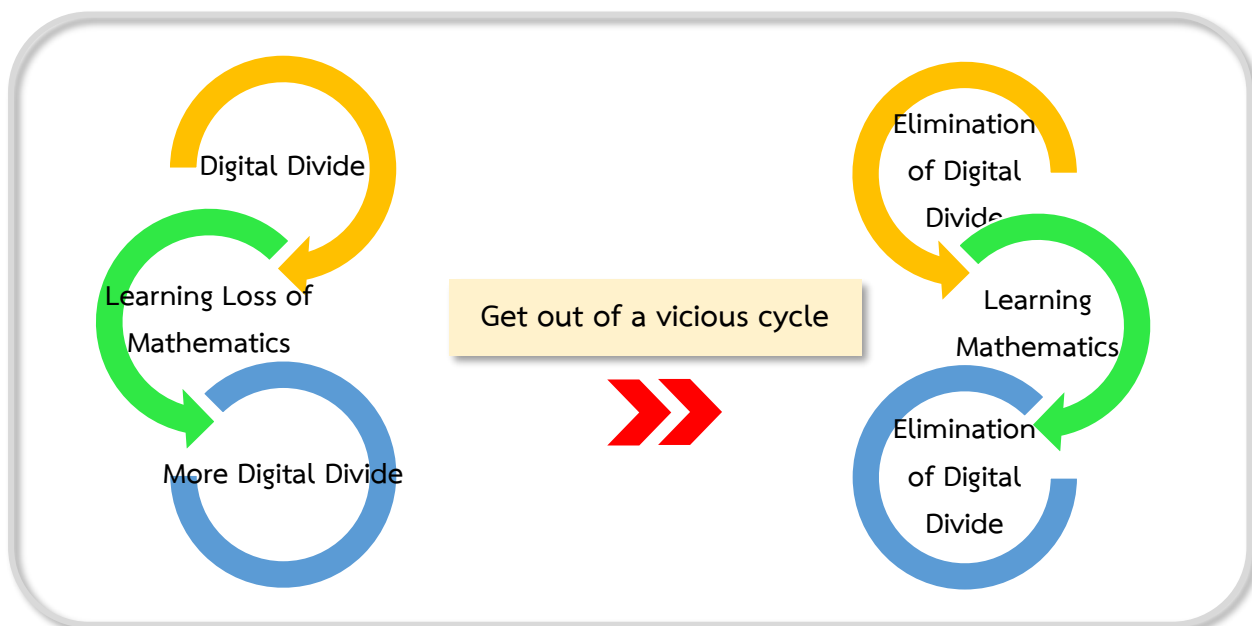 Digital Divide
Learning Loss of
Mathematics
More Digital Divide
Get out of a vicious cycle
Elimination
of Digital
Divide
Learning
Mathematics
Elimination
of Digital
Divide